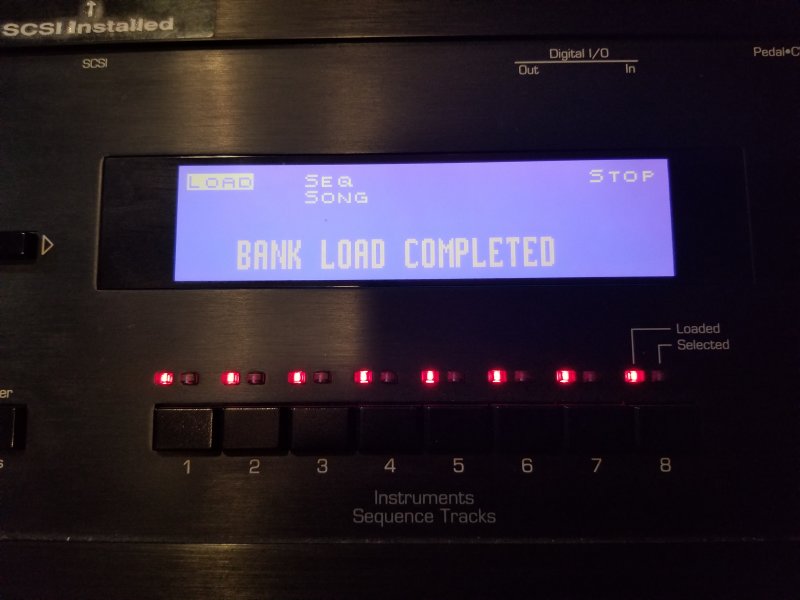 SCSI Installed
SCSI
Digital I/O
Out In
LOAD SEQ STOP
SONG
BANK LOAD COMPLETED
Loaded
Selected
1 2 3 4 5 6 7 8
Instruments
Sequence Tracks